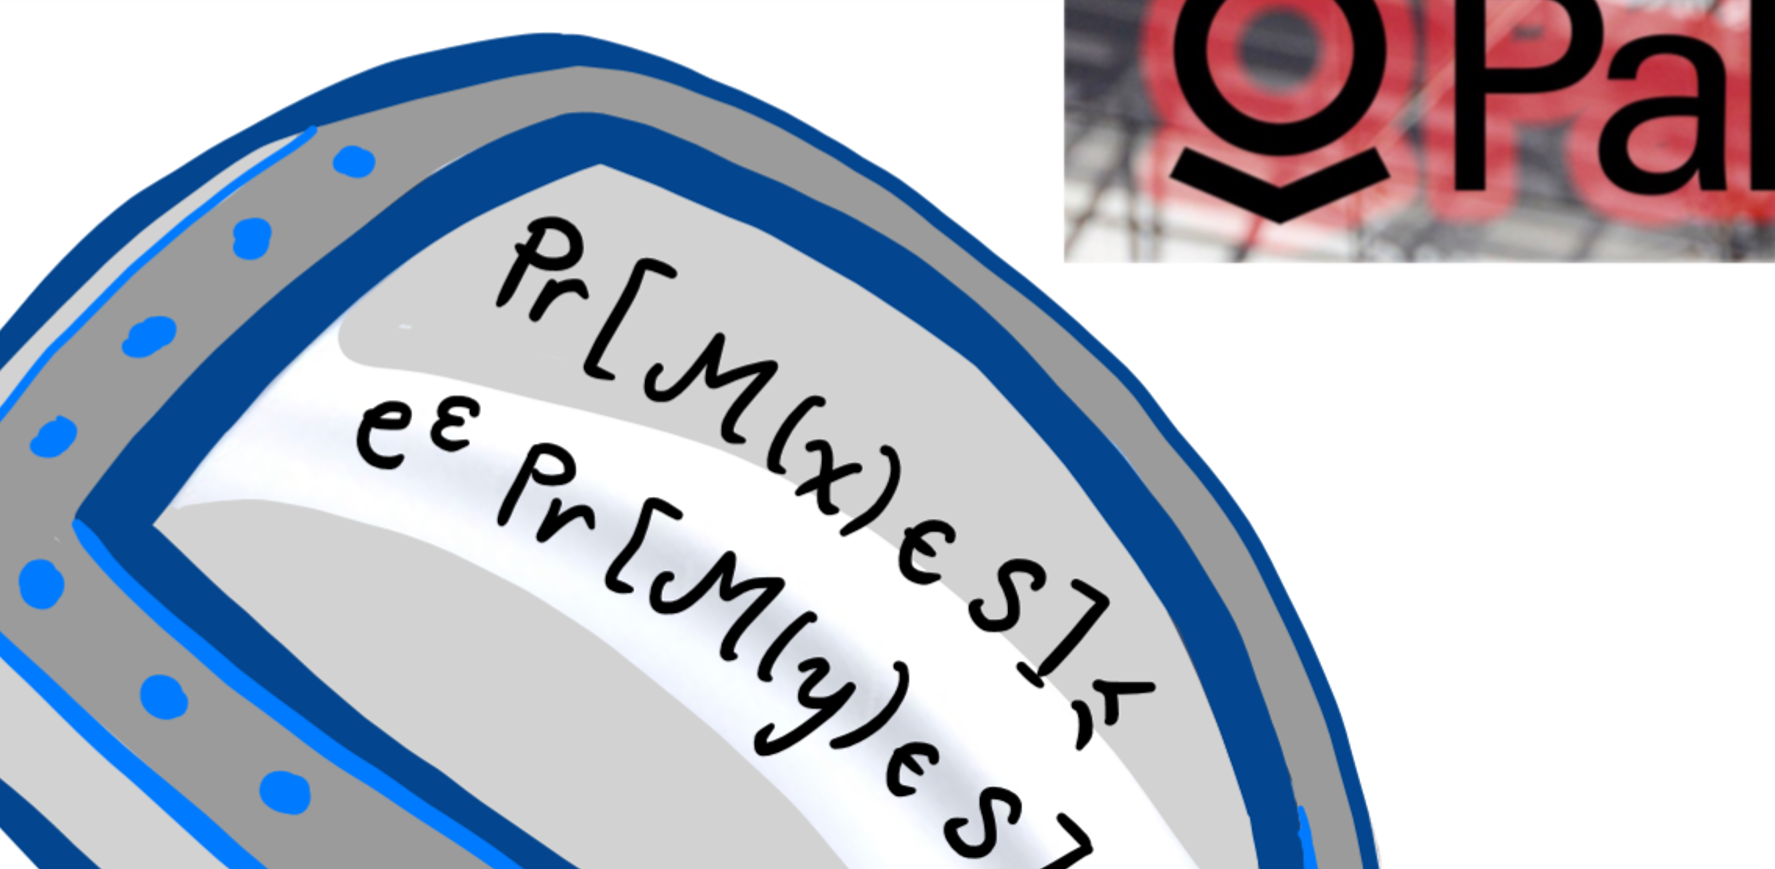 Pr[M(x)∈S]≤
e^ε Pr[M(y)∈S]
Pal